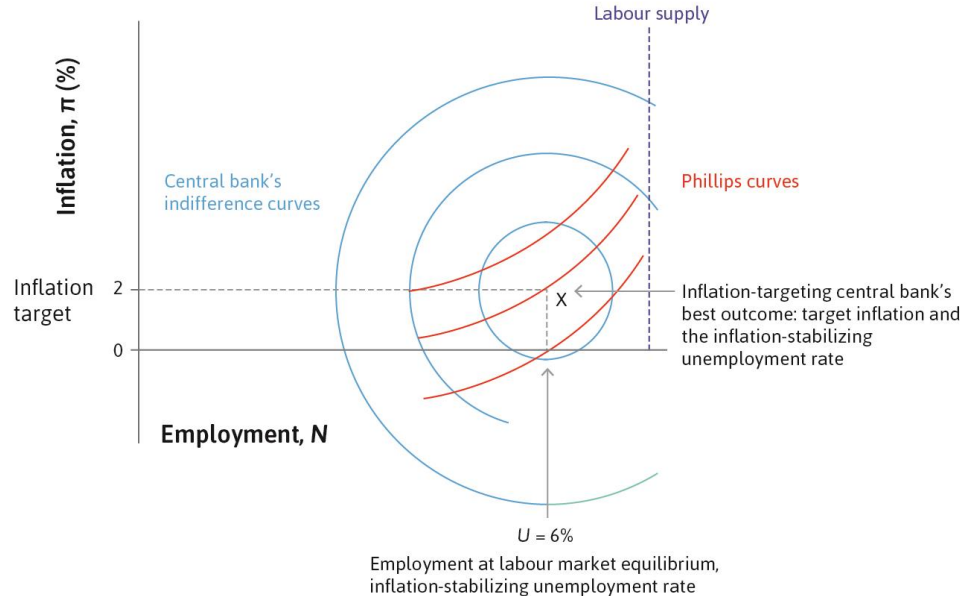 Labour supply
Inflation, π (%)
Central bank's
indifference curves
Phillips curves
Inflation
target
2
X
Inflation-targeting central bank's
best outcome: target inflation and
the inflation-stabilizing
unemployment rate
0
Employment, N
U = 6%
Employment at labour market equilibrium,
inflation-stabilizing unemployment rate